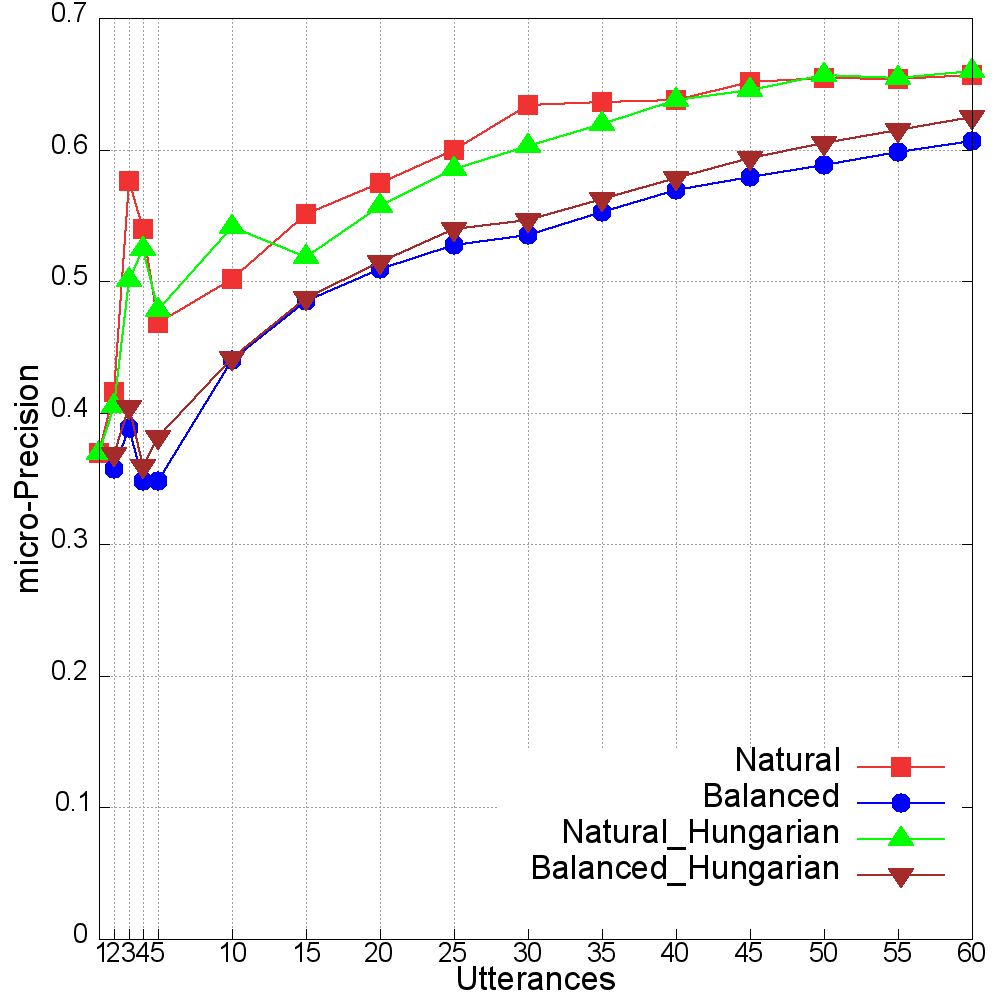 0.7
0.6
0.5
0.4
0.3
0.2
0.1
0
micro-Precision
Natural
Balanced
Natural_Hungarian
Balanced_Hungarian
1 2 3 4 5 10 15 20 25 30 35 40 45 50 55 60
Utterances